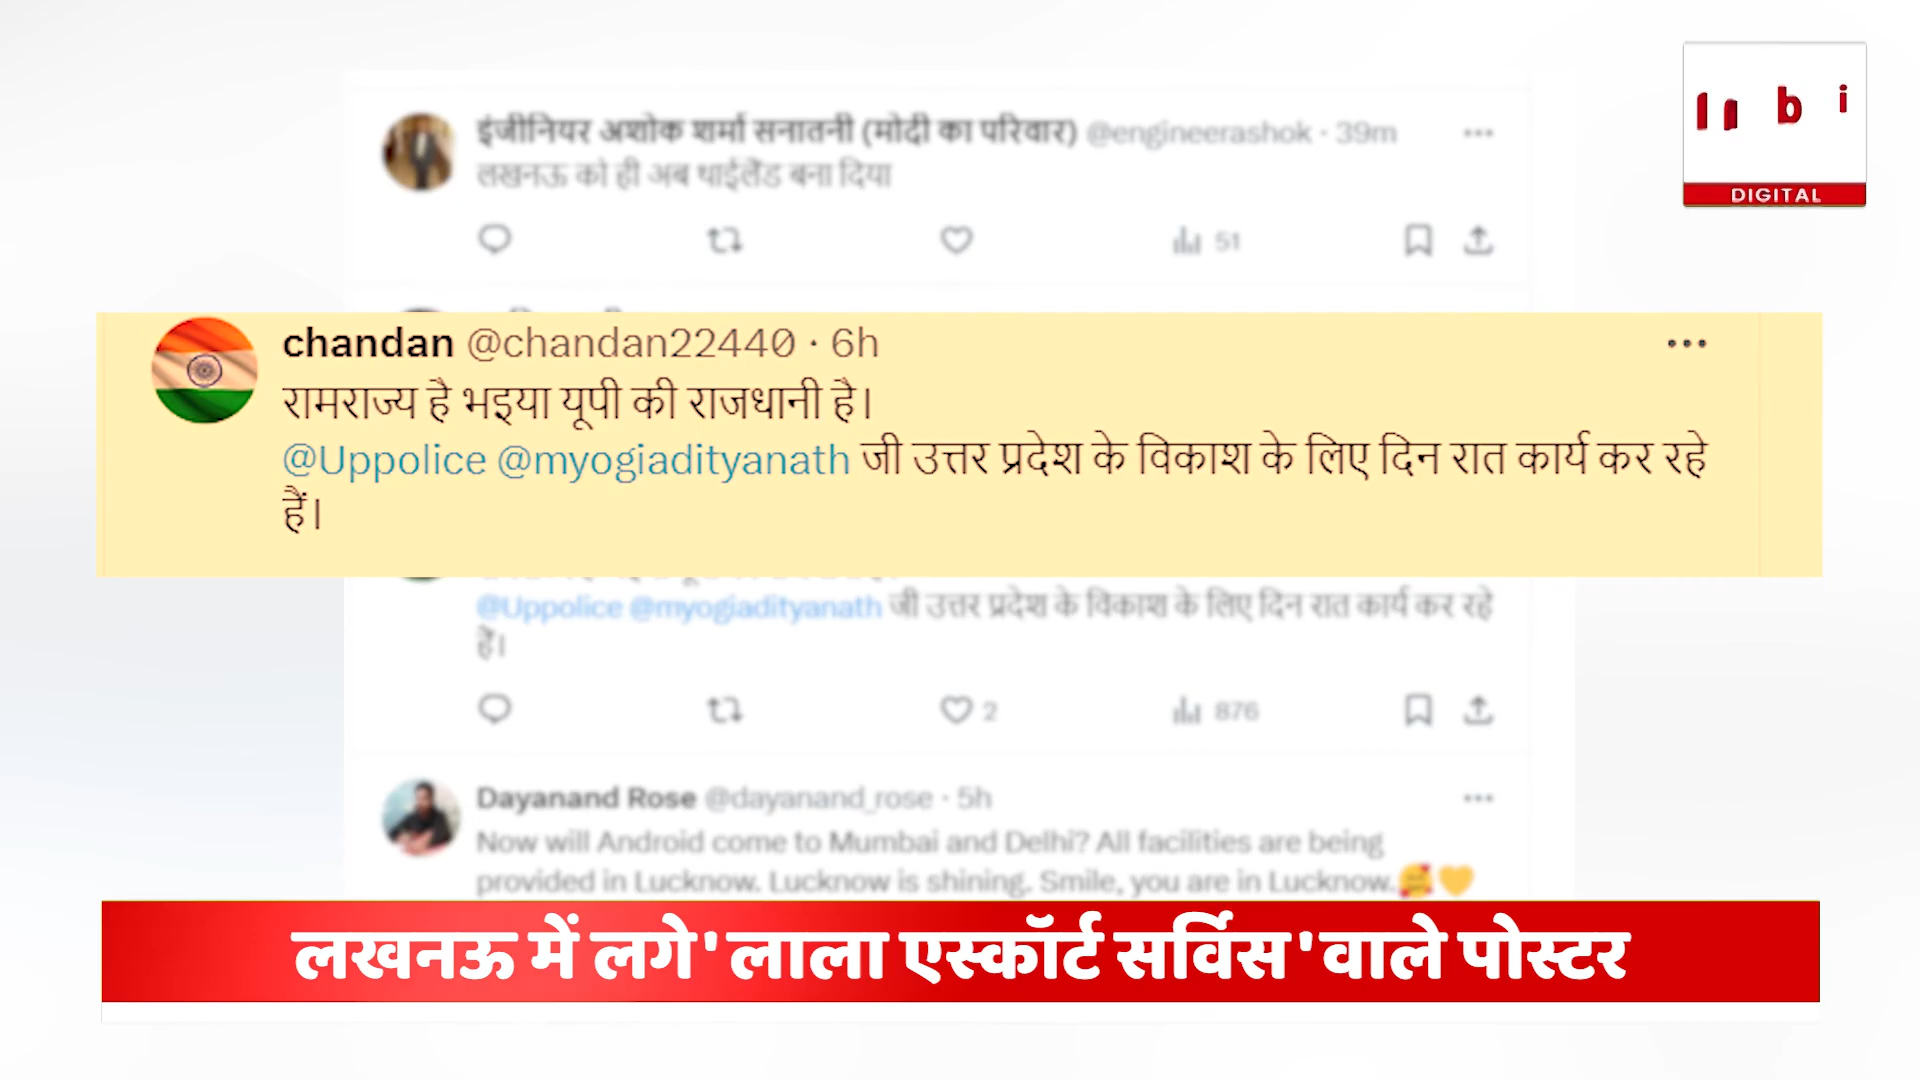 इंजीनियर अशोक शर्मा सनातनी (मोदी का परिवार) @engineerashok · 39m
लखनऊ को ही अब थाईलैंड बना दिया
51
DIGITAL
chandan @chandan22440 · 6h
रामराज्य है भइया यूपी की राजधानी है।
@Uppolice @myogiadityanath जी उत्तर प्रदेश के विकाश के लिए दिन रात कार्य कर रहे
हैं।
@Uppolice @myogiadityanath जी उत्तर प्रदेश के विकाश के लिए दिन रात कार्य कर रहे
हैं।
2 876
Dayanand Rose @dayanand_rose · 5h
Now will Android come to Mumbai and Delhi? All facilities are being
provided in Lucknow. Lucknow is shining. Smile, you are in Lucknow.🥰💛
लखनऊ में लगे 'लाला एस्कॉर्ट सर्विस' वाले पोस्टर